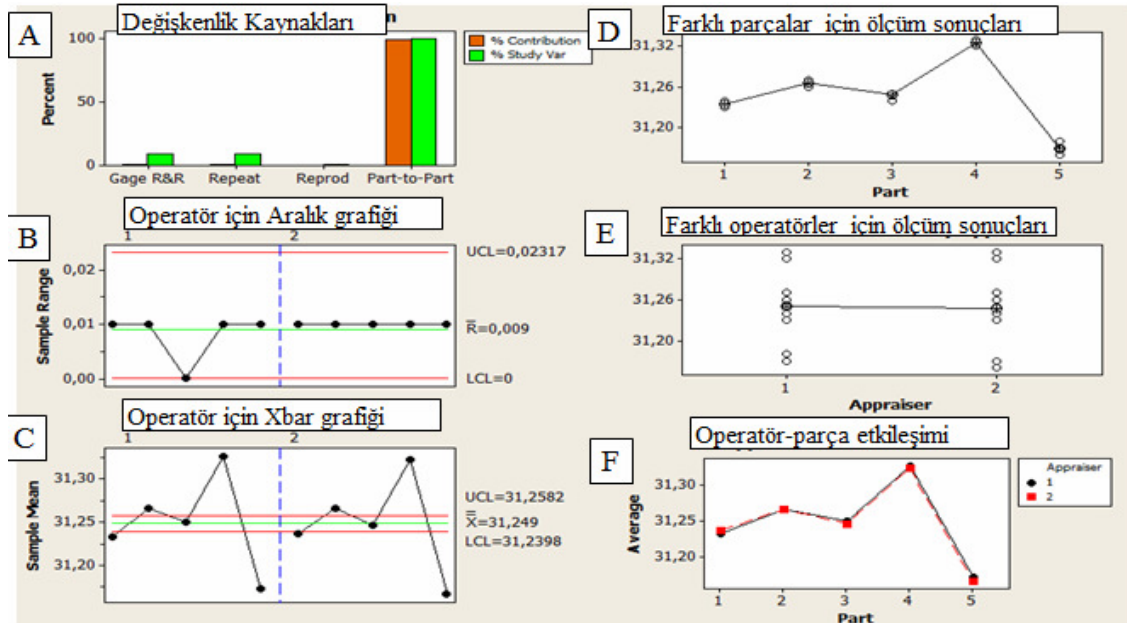 A
Değişkenlik Kaynakları
n
% Contribution
% Study Var
Percent
100
50
0
Gage R&R
Repeat
Reprod
Part-to-Part
B
Operatör için Aralık grafiği
1
2
Sample Range
0,02
0,01
0,00
UCL=0,02317
R=0,009
LCL=0
C
Operatör için Xbar grafiği
1
2
Sample Mean
31,30
31,25
31,20
UCL=31,2582
X=31,249
LCL=31,2398
D
Farklı parçalar için ölçüm sonuçları
31,32
31,26
31,20
1
2
3
4
5
Part
E
Farklı operatörler için ölçüm sonuçları
31,32
31,26
31,20
1
2
Appraiser
F
Operatör-parça etkileşimi
Average
31,30
31,25
31,20
1
2
3
4
5
Part
Appraiser
1
2